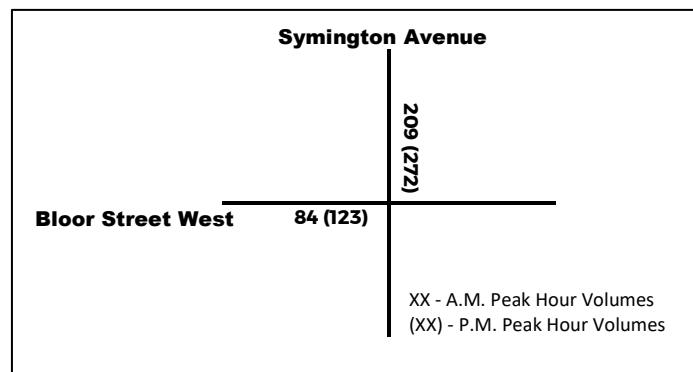 Symington Avenue
209 (272)
Bloor Street West
84 (123)
XX - A.M. Peak Hour Volumes
(XX) - P.M. Peak Hour Volumes